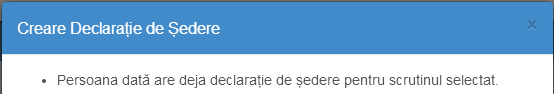 Creare Declarație de Ședere
×
• Persoana dată are deja declarație de ședere pentru scrutinul selectat.